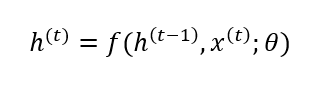 h^(t) = f(h^(t−1), x^(t); θ)